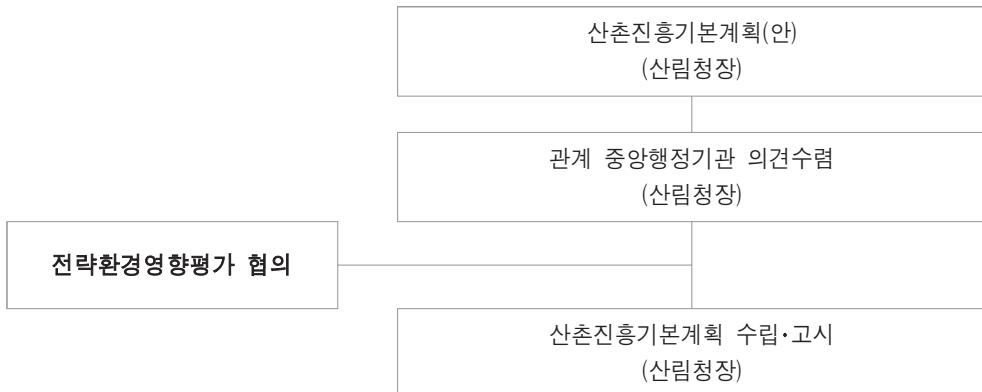 산촌진흥기본계획(안)
(산림청장)
관계 중앙행정기관 의견수렴
(산림청장)
전략환경영향평가 협의
산촌진흥기본계획 수립·고시
(산림청장)